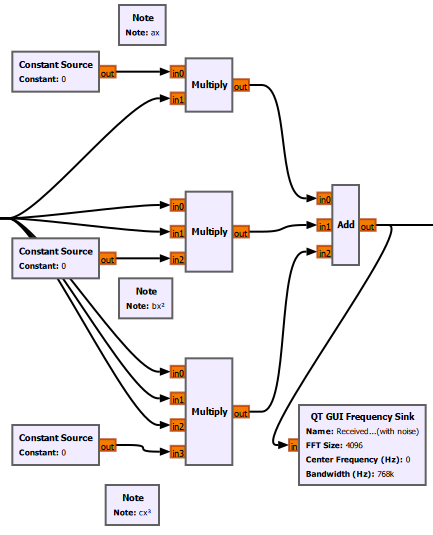 Note
Note: ax
Constant Source
Constant: 0
out
in0
in1
Multiply
out
in0
in1
in2
Multiply
out
Constant Source
Constant: 0
out
Note
Note: bx²
in0
in1
in2
Add
out
in0
in1
in2
in3
Multiply
out
Constant Source
Constant: 0
out
Note
Note: cx³
in
QT GUI Frequency Sink
Name: Received...(with noise)
FFT Size: 4096
Center Frequency (Hz): 0
Bandwidth (Hz): 768k